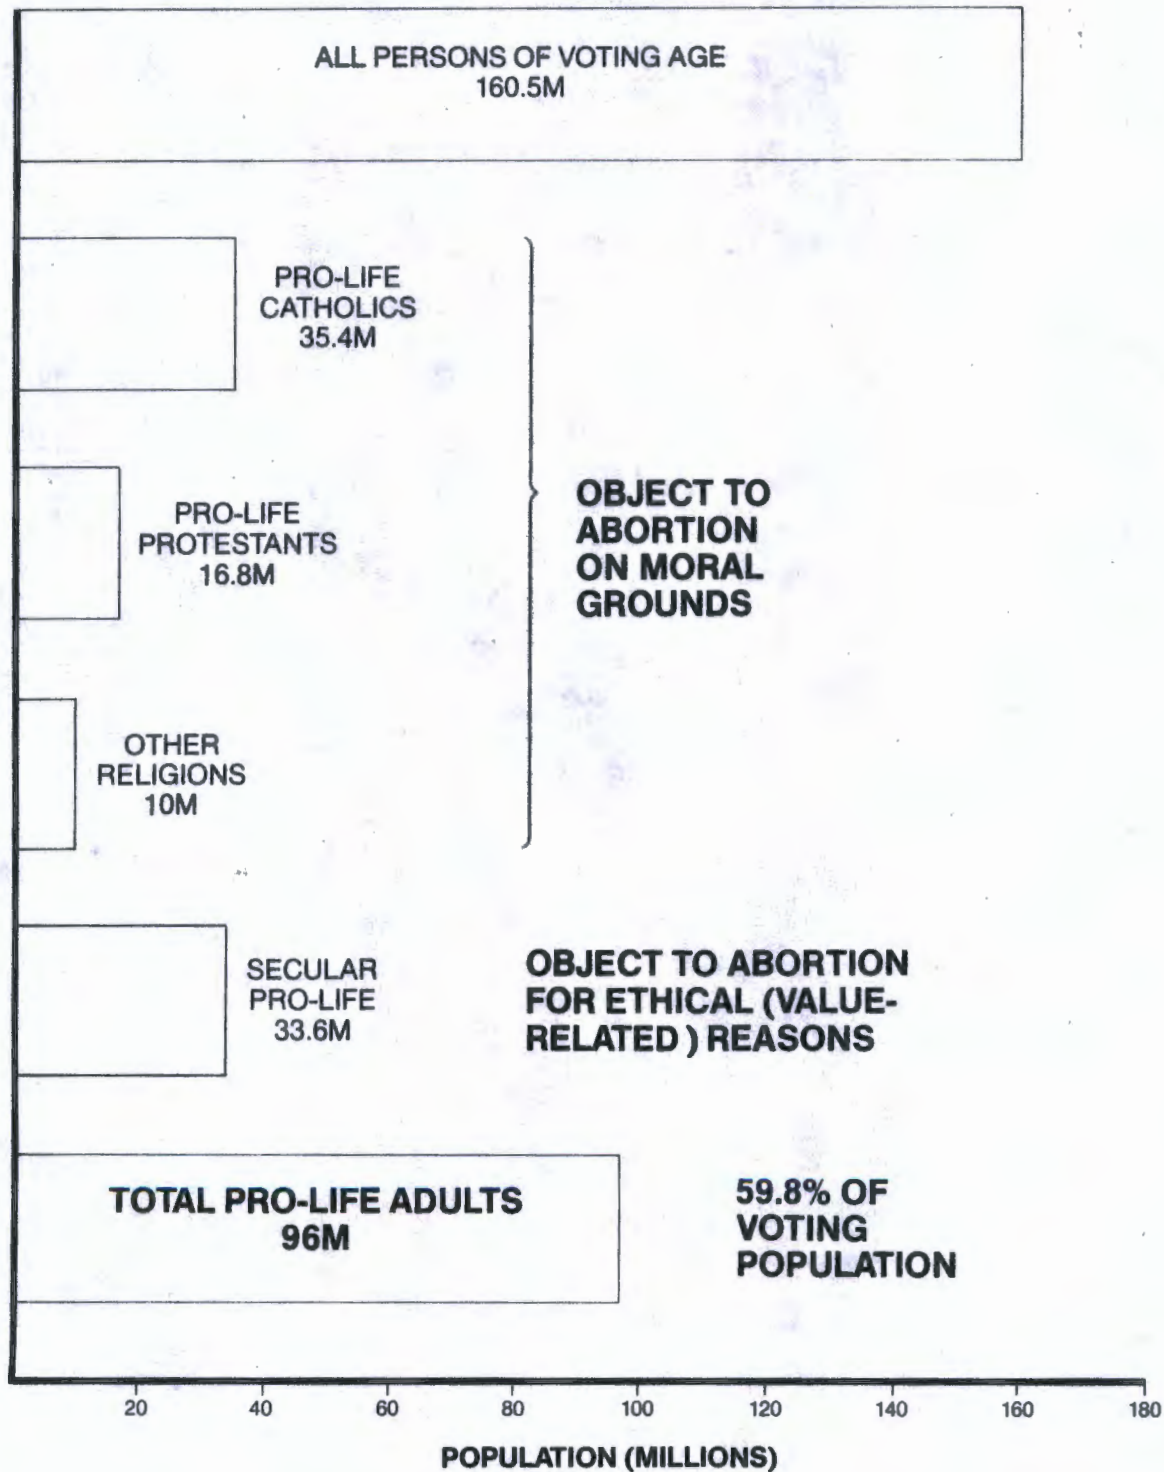 ALL PERSONS OF VOTING AGE
160.5M
PRO-LIFE
CATHOLICS
35.4M
PRO-LIFE
PROTESTANTS
16.8M
OBJECT TO
ABORTION
ON MORAL
GROUNDS
OTHER
RELIGIONS
10M
SECULAR
PRO-LIFE
33.6M
OBJECT TO ABORTION
FOR ETHICAL (VALUE-
RELATED ) REASONS
TOTAL PRO-LIFE ADULTS
96M
59.8% OF
VOTING
POPULATION
20 40 60 80 100 120 140 160 180
POPULATION (MILLIONS)